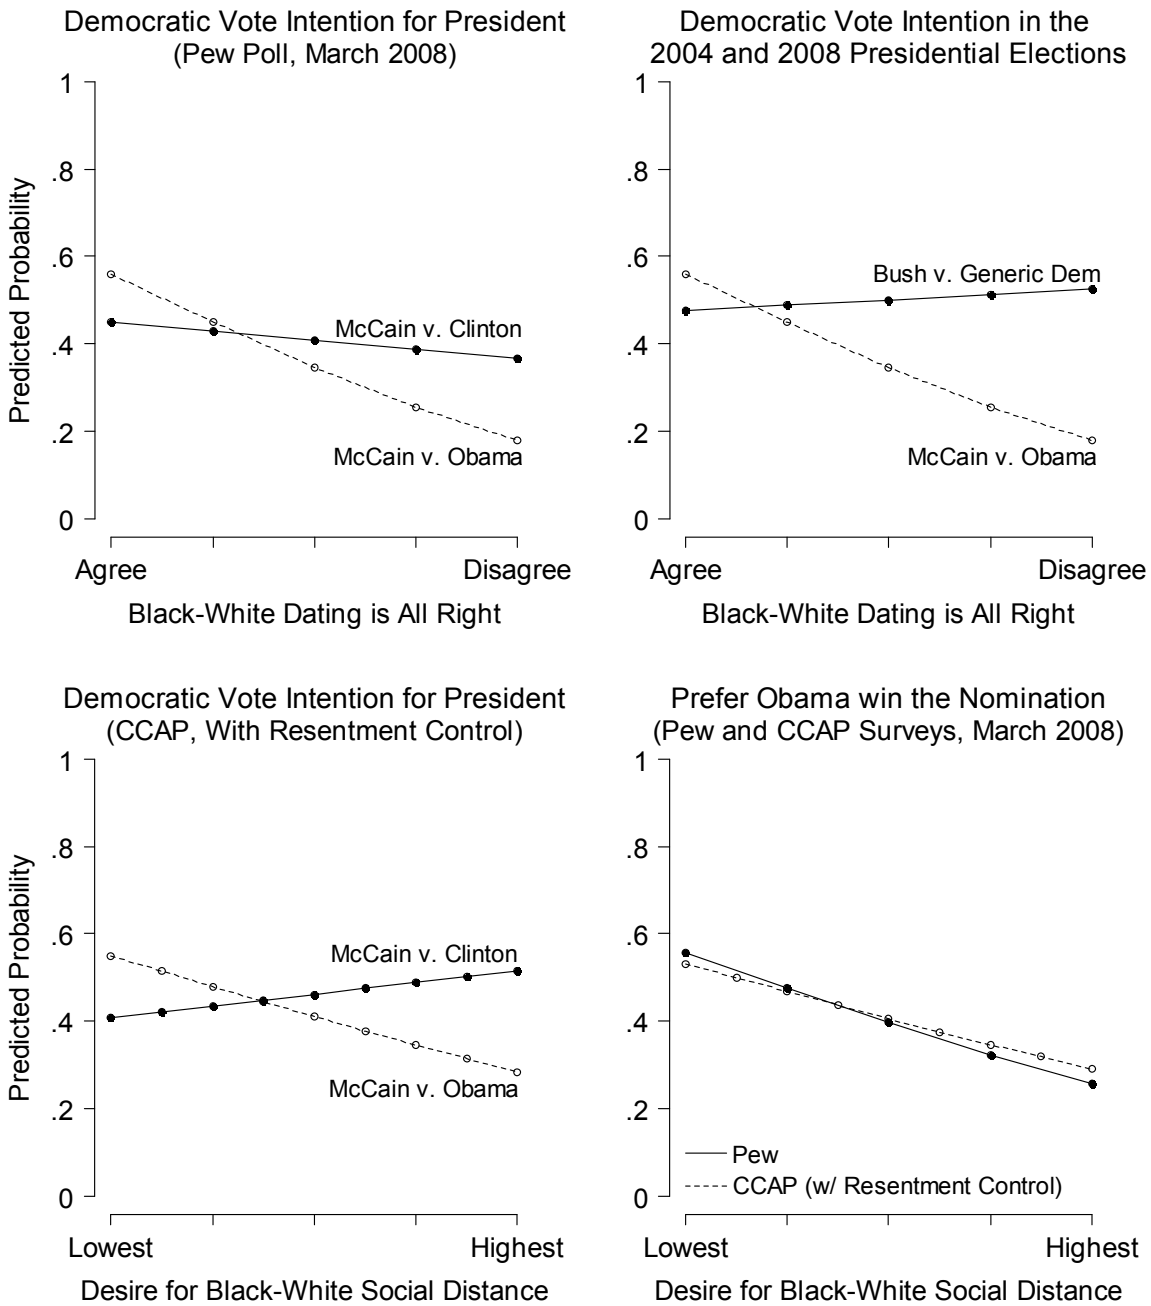 Democratic Vote Intention for President
(Pew Poll, March 2008)
Predicted Probability
1
.8
.6
.4
.2
0
McCain v. Clinton
McCain v. Obama
Agree
Disagree
Black-White Dating is All Right
Democratic Vote Intention in the
2004 and 2008 Presidential Elections
1
.8
.6
.4
.2
0
Bush v. Generic Dem
McCain v. Obama
Agree
Disagree
Black-White Dating is All Right
Democratic Vote Intention for President
(CCAP, With Resentment Control)
Predicted Probability
1
.8
.6
.4
.2
0
McCain v. Clinton
McCain v. Obama
Lowest
Highest
Desire for Black-White Social Distance
Prefer Obama win the Nomination
(Pew and CCAP Surveys, March 2008)
1
.8
.6
.4
.2
0
Pew
CCAP (w/ Resentment Control)
Lowest
Highest
Desire for Black-White Social Distance